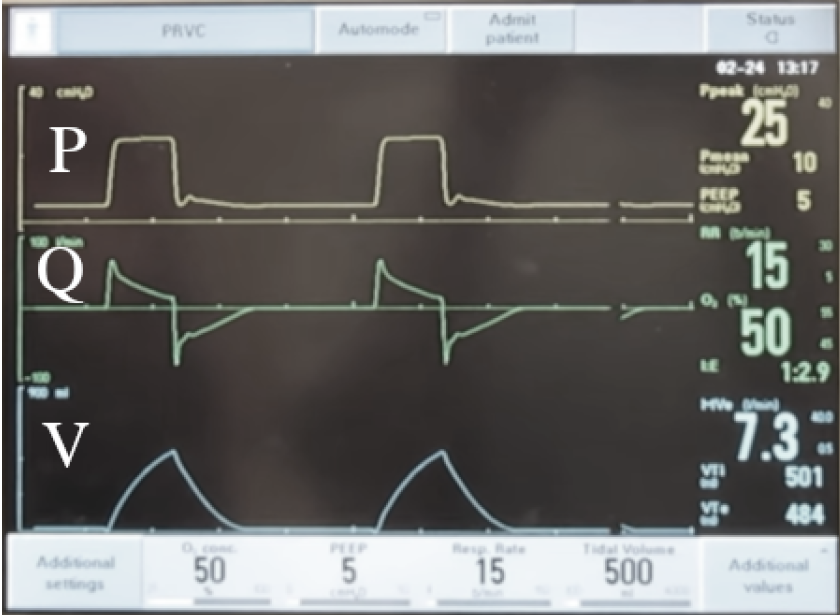 PRVC
Automode
Admit
patient
Status
02-24 13:17
40 cmH₂O
P
Ppeak (cmH₂O)
40
25
Pmean
(cmH₂O)
10
PEEP
(cmH₂O)
5
100 l/min
Q
-100
RR (b/min)
30
15
5
O₂ (%)
55
50
45
I:E
1:2.9
900 ml
V
MVe (l/min)
40.0
7.3
0.5
VTi
(ml)
501
VTe
(ml)
484
Additional
settings
O₂ conc.
50
%
PEEP
5
cmH₂O
Resp. Rate
15
b/min
Tidal Volume
500
ml
Additional
values